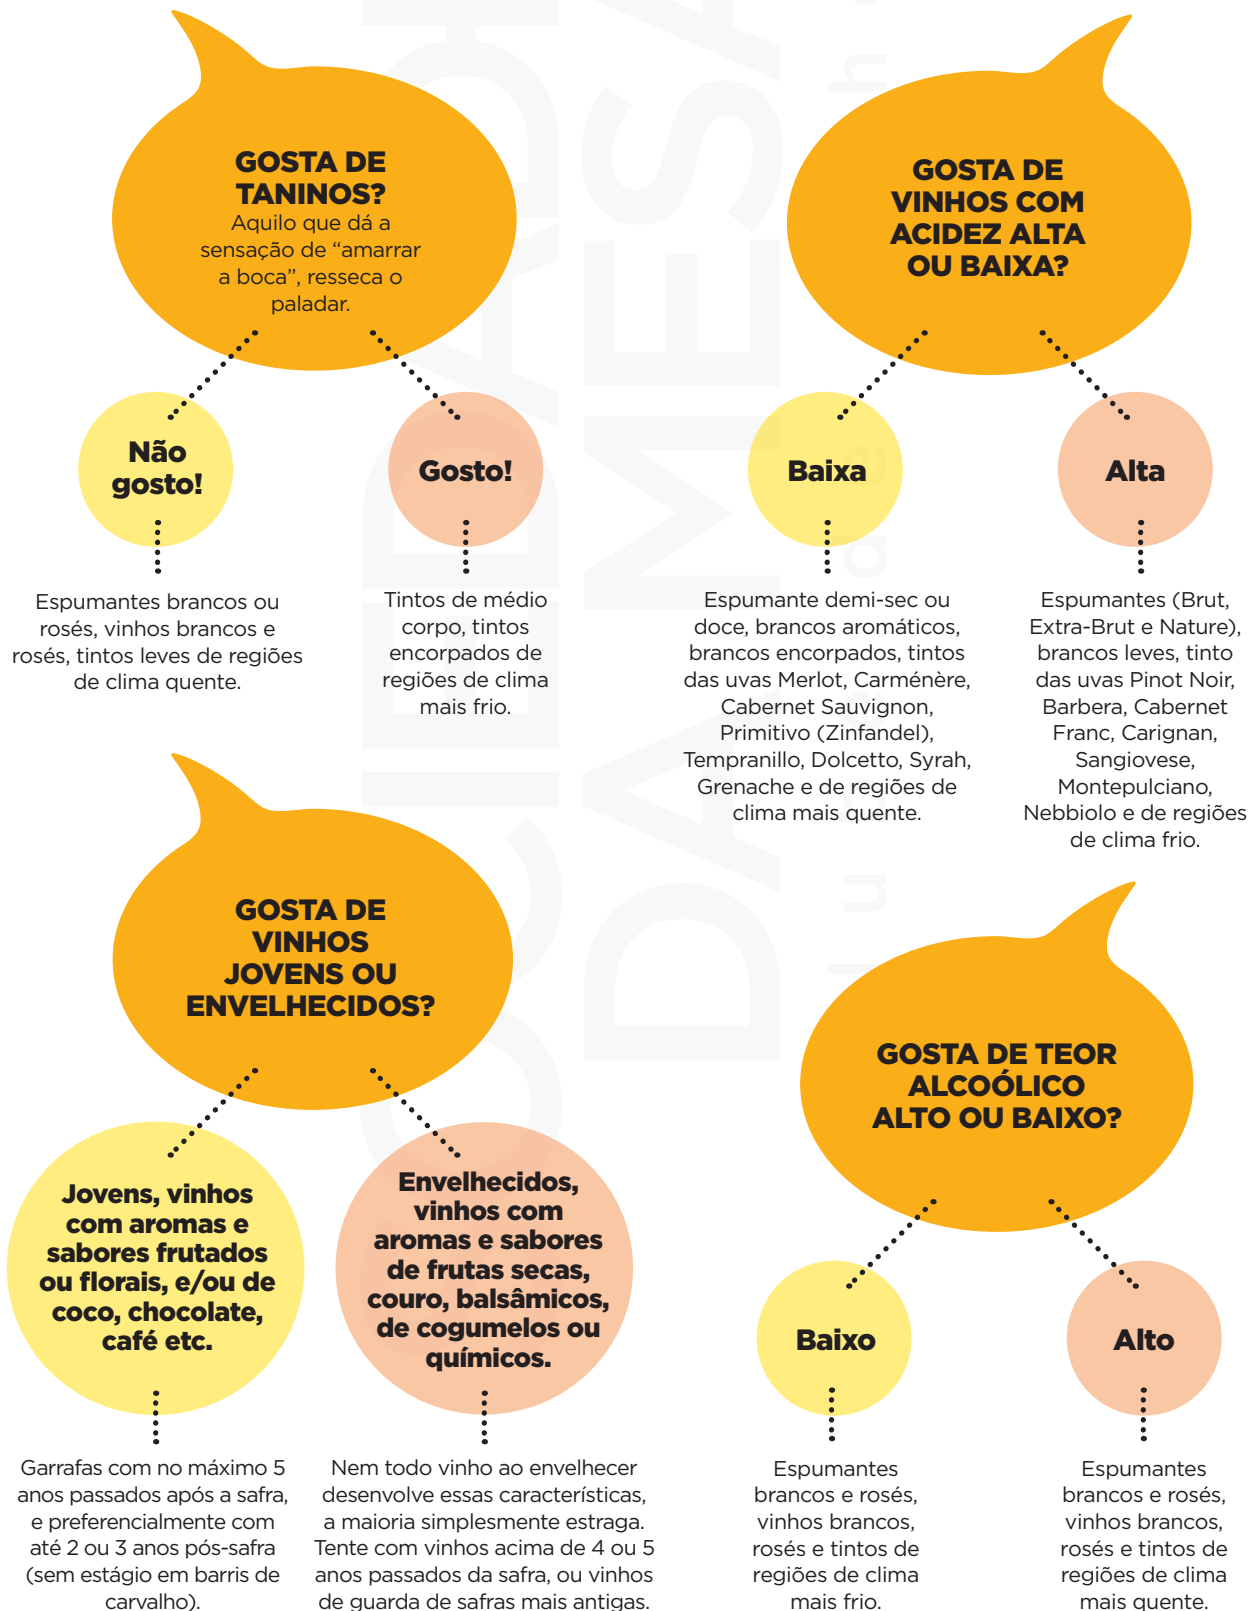 GOSTA DE
TANINOS?
Aquilo que dá a
sensação de “amarrar
a boca”, resseca o
paladar.
Não
gosto!
Espumantes brancos ou
rosés, vinhos brancos e
rosés, tintos leves de regiões
de clima quente.
Gosto!
Tintos de médio
corpo, tintos
encorpados de
regiões de clima
mais frio.
GOSTA DE
VINHOS COM
ACIDEZ ALTA
OU BAIXA?
Baixa
Espumante demi-sec ou
doce, brancos aromáticos,
brancos encorpados, tintos
das uvas Merlot, Carménère,
Cabernet Sauvignon,
Primitivo (Zinfandel),
Tempranillo, Dolcetto, Syrah,
Grenache e de regiões de
clima mais quente.
Alta
Espumantes (Brut,
Extra-Brut e Nature),
brancos leves, tinto
das uvas Pinot Noir,
Barbera, Cabernet
Franc, Carignan,
Sangiovese,
Montepulciano,
Nebbiolo e de regiões
de clima frio.
GOSTA DE
VINHOS
JOVENS OU
ENVELHECIDOS?
Jovens, vinhos
com aromas e
sabores frutados
ou florais, e/ou de
coco, chocolate,
café etc.
Garrafas com no máximo 5
anos passados após a safra,
e preferencialmente com
até 2 ou 3 anos pós-safra
(sem estágio em barris de
carvalho).
Envelhecidos,
vinhos com
aromas e sabores
de frutas secas,
couro, balsâmicos,
de cogumelos ou
químicos.
Nem todo vinho ao envelhecer
desenvolve essas características,
a maioria simplesmente estraga.
Tente com vinhos acima de 4 ou 5
anos passados da safra, ou vinhos
de guarda de safras mais antigas.
GOSTA DE TEOR
ALCOÓLICO
ALTO OU BAIXO?
Baixo
Espumantes
brancos e rosés,
vinhos brancos,
rosés e tintos de
regiões de clima
mais frio.
Alto
Espumantes
brancos e rosés,
vinhos brancos,
rosés e tintos de
regiões de clima
mais quente.
DA MESA